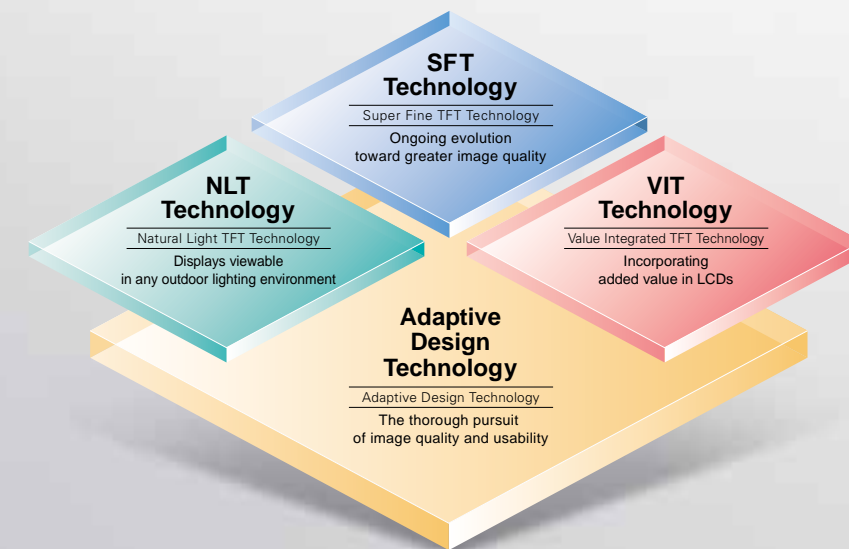 SFT
Technology
Super Fine TFT Technology
Ongoing evolution
toward greater image quality
NLT
Technology
Natural Light TFT Technology
Displays viewable
in any outdoor lighting environment
VIT
Technology
Value Integrated TFT Technology
Incorporating
added value in LCDs
Adaptive
Design
Technology
Adaptive Design Technology
The thorough pursuit
of image quality and usability